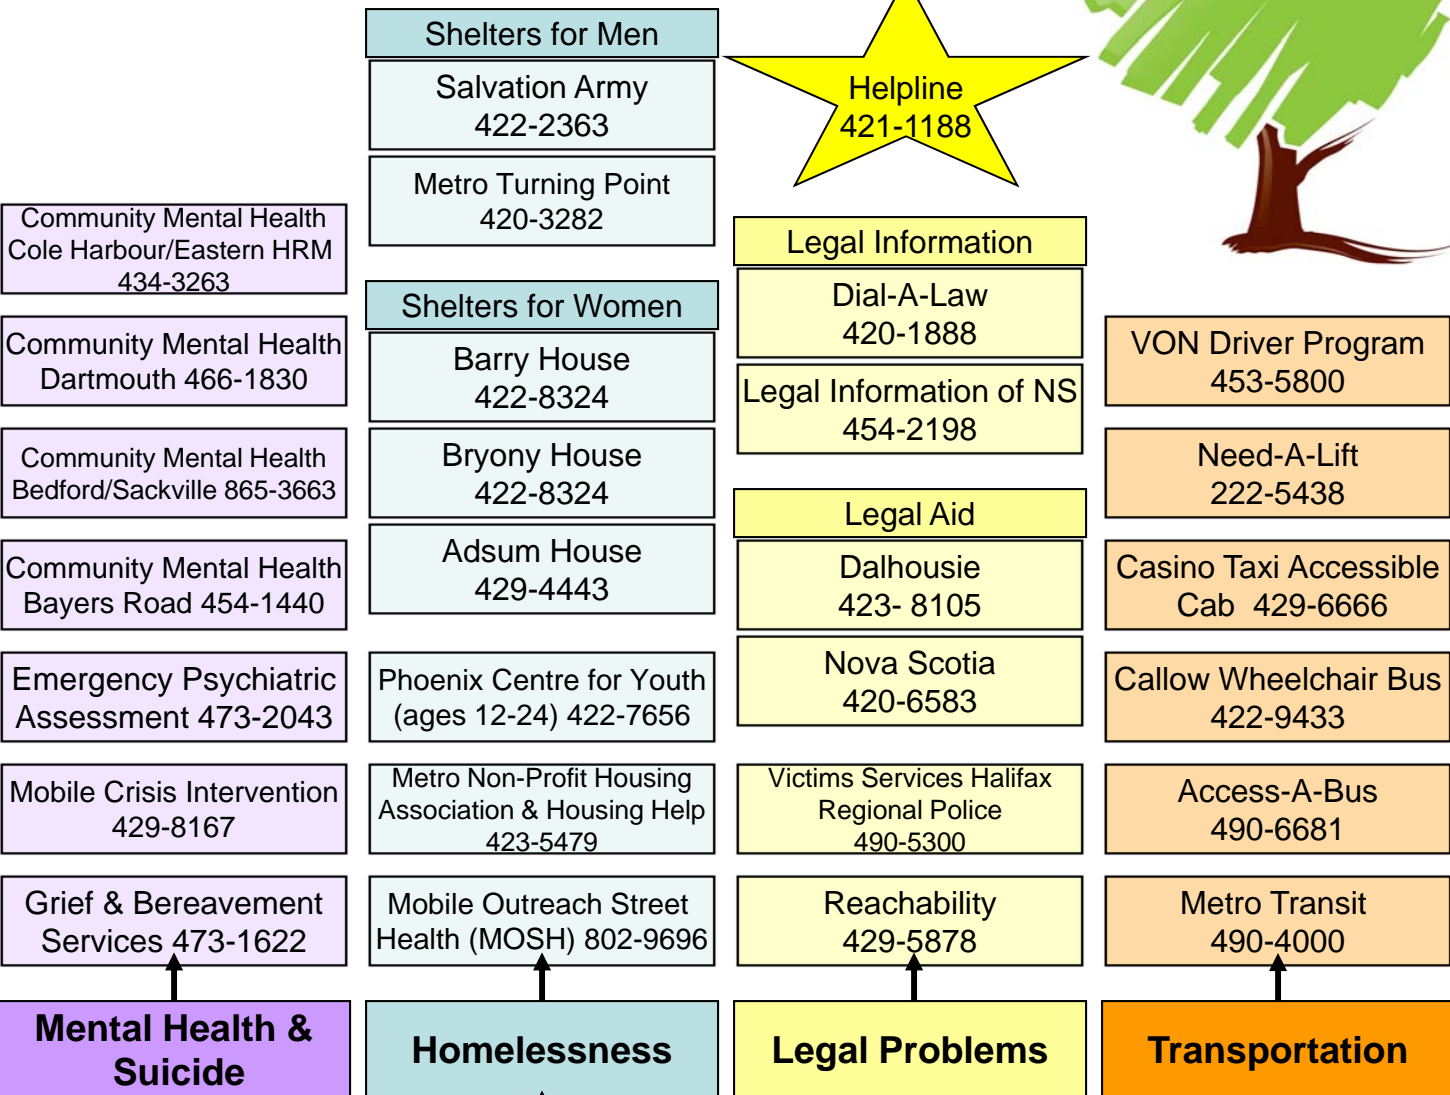 Shelters for Men
Salvation Army
422-2363
Metro Turning Point
420-3282
Helpline
421-1188
Community Mental Health
Cole Harbour/Eastern HRM
434-3263
Community Mental Health
Dartmouth 466-1830
Community Mental Health
Bedford/Sackville 865-3663
Community Mental Health
Bayers Road 454-1440
Emergency Psychiatric
Assessment 473-2043
Mobile Crisis Intervention
429-8167
Grief & Bereavement
Services 473-1622
Mental Health &
Suicide
Shelters for Women
Barry House
422-8324
Bryony House
422-8324
Adsum House
429-4443
Phoenix Centre for Youth
(ages 12-24) 422-7656
Metro Non-Profit Housing
Association & Housing Help
423-5479
Mobile Outreach Street
Health (MOSH) 802-9696
Homelessness
Legal Information
Dial-A-Law
420-1888
Legal Information of NS
454-2198
Legal Aid
Dalhousie
423- 8105
Nova Scotia
420-6583
Victims Services Halifax
Regional Police
490-5300
Reachability
429-5878
Legal Problems
VON Driver Program
453-5800
Need-A-Lift
222-5438
Casino Taxi Accessible
Cab 429-6666
Callow Wheelchair Bus
422-9433
Access-A-Bus
490-6681
Metro Transit
490-4000
Transportation